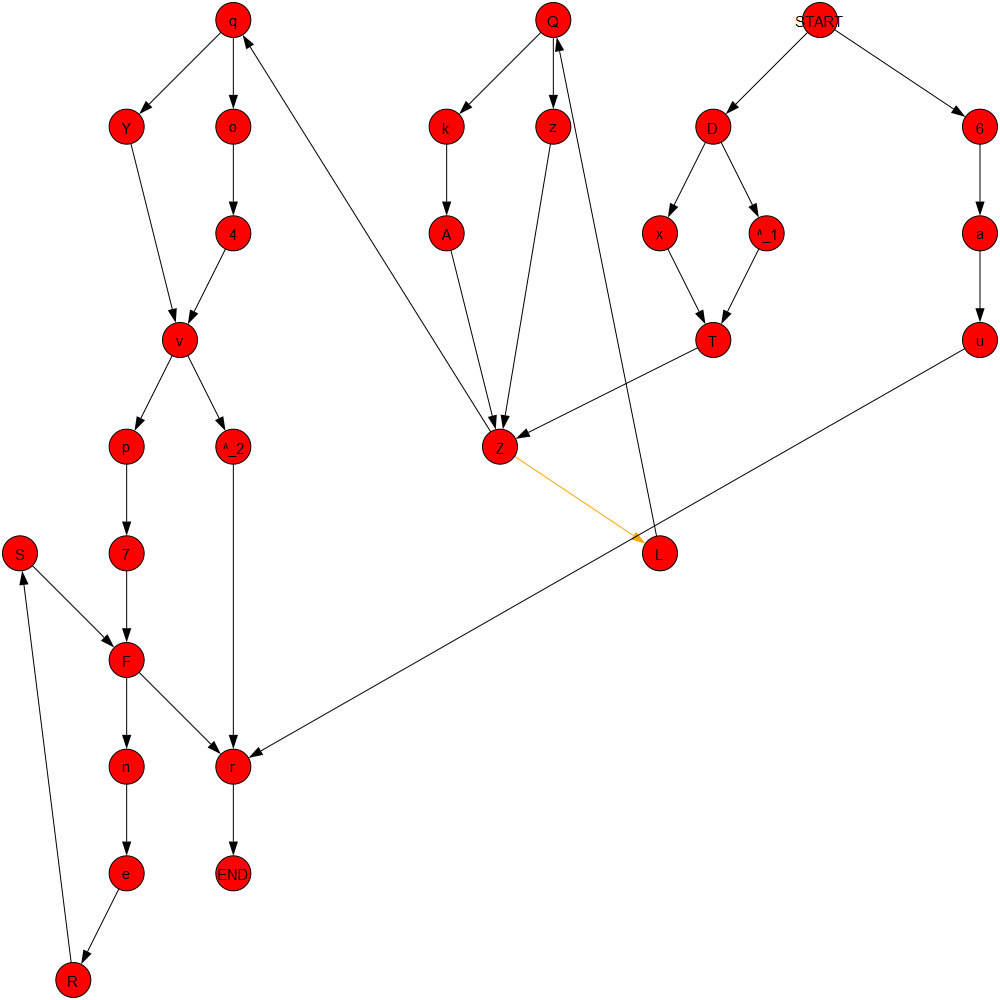 q Q START
Y o k z D 6
4 A x ^_1 a
v T u
p ^_2 Z
7 S L
F
n r
e END
R